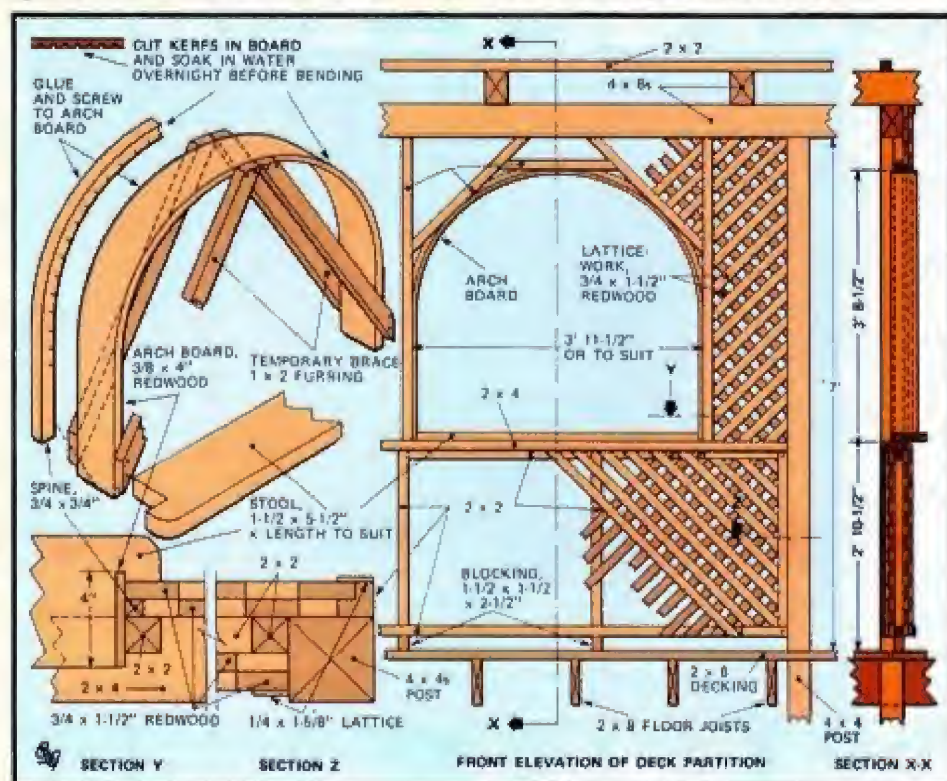 CUT KERFS IN BOARD
AND SOAK IN WATER
OVERNIGHT BEFORE BENDING
GLUE
AND SCREW
TO ARCH
BOARD
ARCH BOARD,
3/8 x 4"
REDWOOD
TEMPORARY BRACE
1 x 2 FURRING
SPINE,
3/4 x 3/4"
STOOL,
1-1/2 x 5-1/2"
x LENGTH TO SUIT
X
2 x 2
4 x 6s
ARCH
BOARD
LATTICE-
WORK,
3/4 x 1-1/2"
REDWOOD
3' 11-1/2"
OR TO SUIT
Y
2 x 4
7'
3' 8-1/2"
2' 10-1/2"
2 x 2
Z
BLOCKING,
1-1/2 x 1-1/2
x 2-1/2"
2 x 2
4"
2 x 2
2 x 4
3/4 x 1-1/2" REDWOOD
1/4 x 1-5/8" LATTICE
4 x 4s
POST
X
2 x 8 FLOOR JOISTS
2 x 6
DECKING
4 x 4
POST
SECTION Y
SECTION Z
FRONT ELEVATION OF DECK PARTITION
SECTION X-X